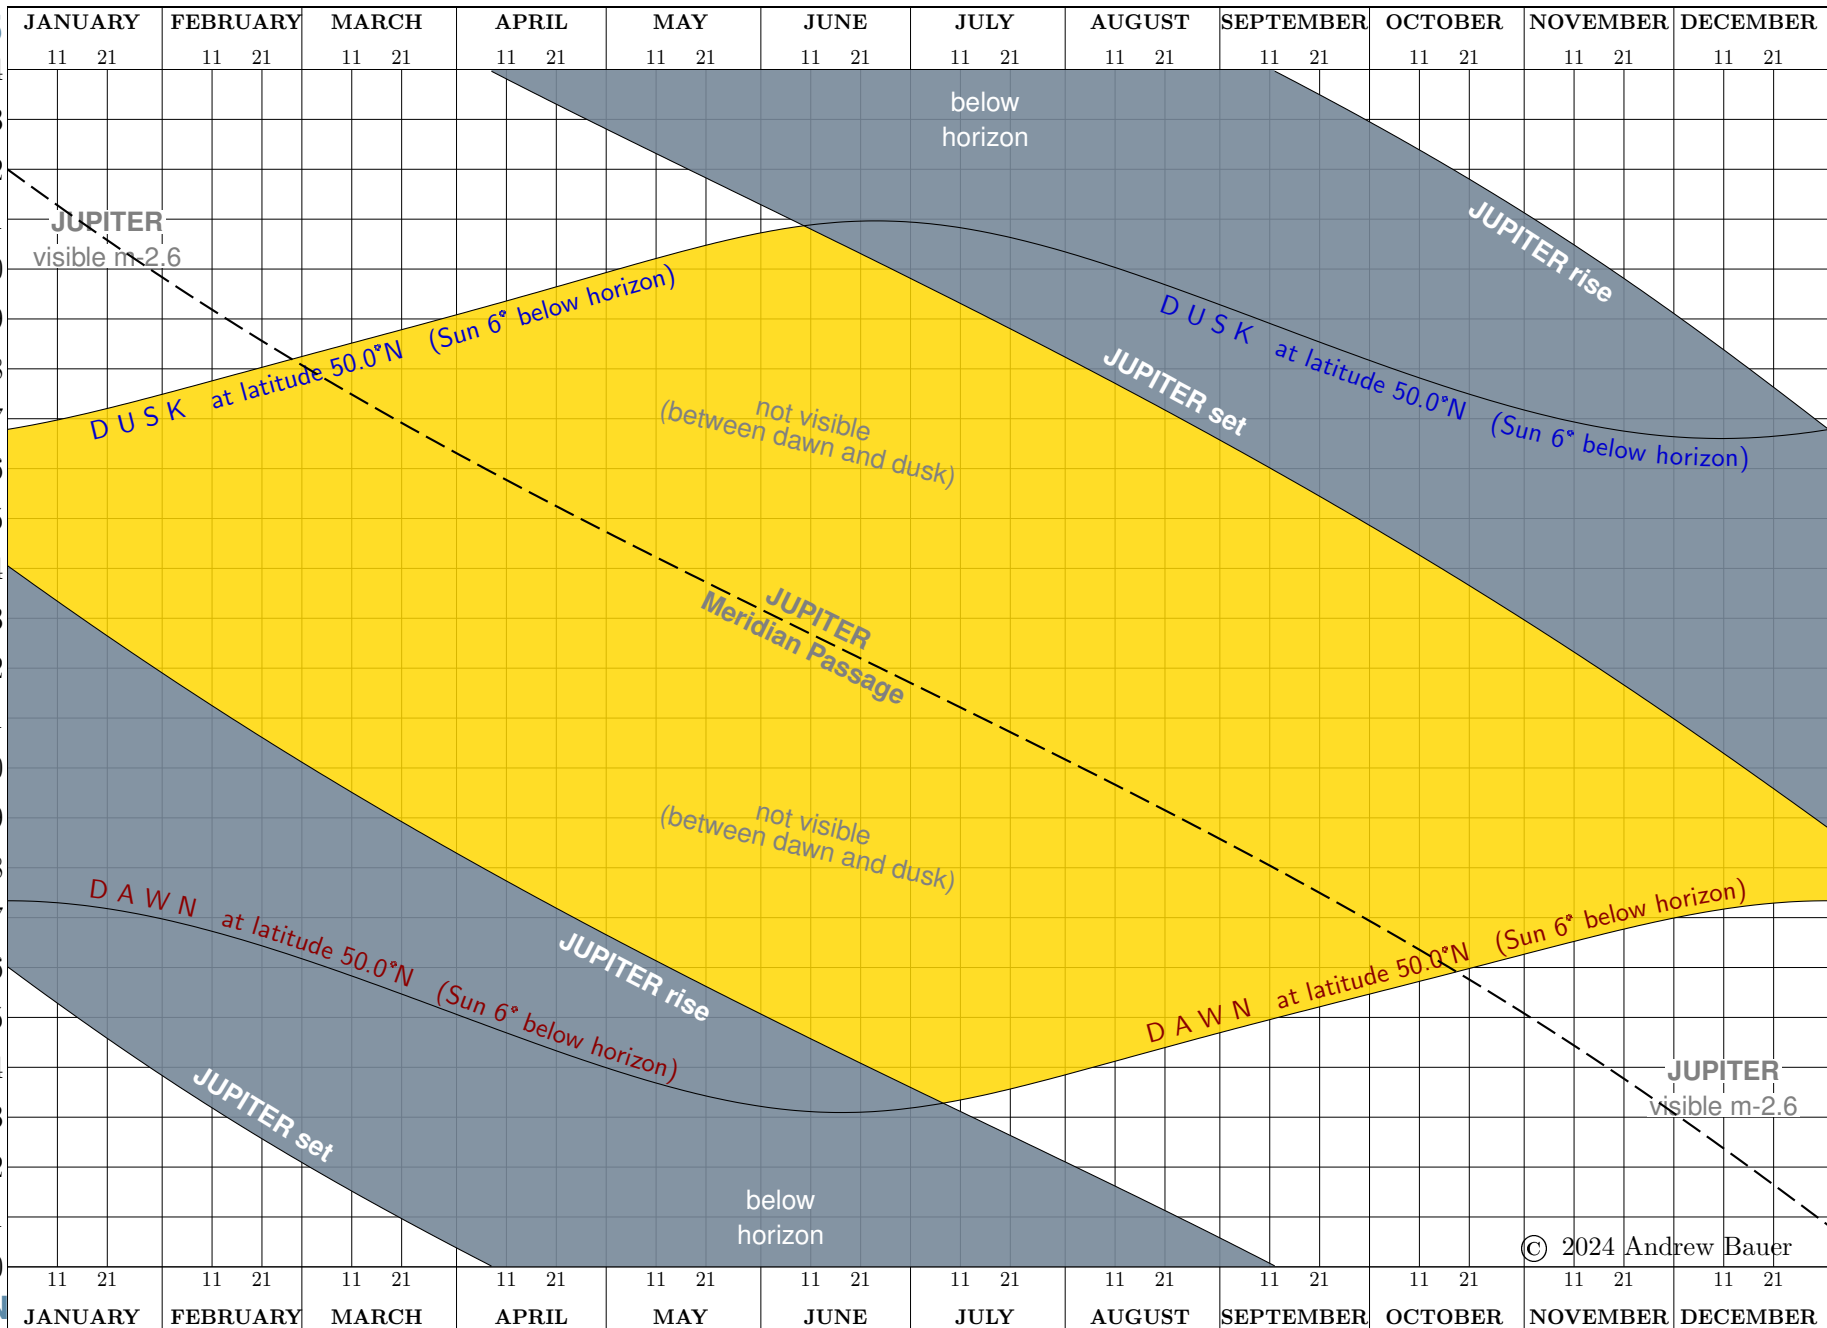 JANUARY FEBRUARY MARCH APRIL MAY JUNE JULY AUGUST SEPTEMBER OCTOBER NOVEMBER DECEMBER
11 21 11 21 11 21 11 21 11 21 11 21 11 21 11 21 11 21 11 21 11 21 11 21
below
horizon
JUPITER
visible m-2.6
JUPITER rise
DUSK at latitude 50.0°N (Sun 6° below horizon)
DUSK at latitude 50.0°N (Sun 6° below horizon)
JUPITER set
not visible
(between dawn and dusk)
JUPITER
Meridian Passage
not visible
(between dawn and dusk)
DAWN at latitude 50.0°N (Sun 6° below horizon)
JUPITER rise
DAWN at latitude 50.0°N (Sun 6° below horizon)
JUPITER set
JUPITER
visible m-2.6
below
horizon
© 2024 Andrew Bauer
11 21 11 21 11 21 11 21 11 21 11 21 11 21 11 21 11 21 11 21 11 21 11 21
JANUARY FEBRUARY MARCH APRIL MAY JUNE JULY AUGUST SEPTEMBER OCTOBER NOVEMBER DECEMBER